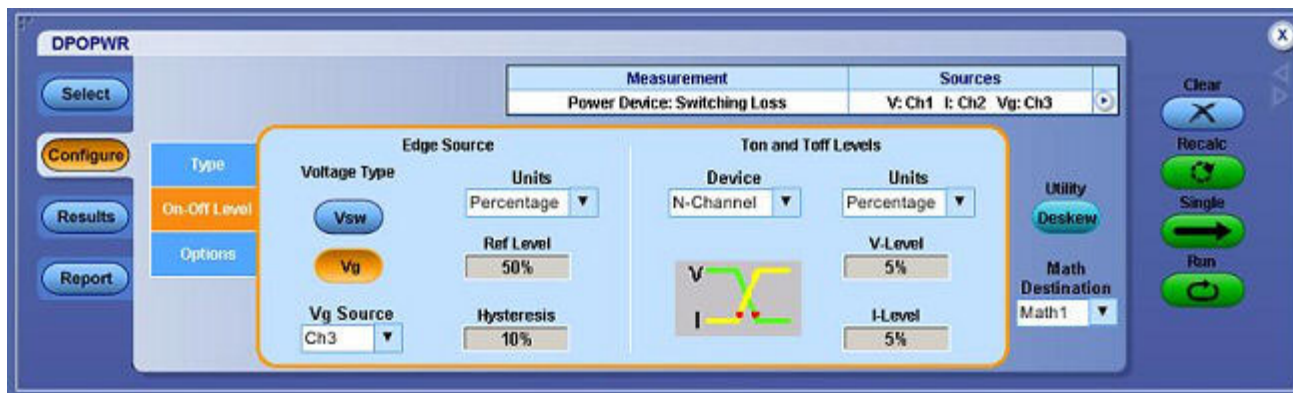 DPOPWR
Select
Configure
Results
Report
Measurement Sources
Power Device: Switching Loss V: Ch1 I: Ch2 Vg: Ch3
Type
On-Off Level
Options
Edge Source
Voltage Type
Vsw
Vg
Vg Source
Ch3
Units
Percentage
Ref Level
50%
Hysteresis
10%
Ton and Toff Levels
Device
N-Channel
V
I
Units
Percentage
V-Level
5%
I-Level
5%
Utility
Deskew
Math
Destination
Math1
X
Clear
Recalc
Single
Run